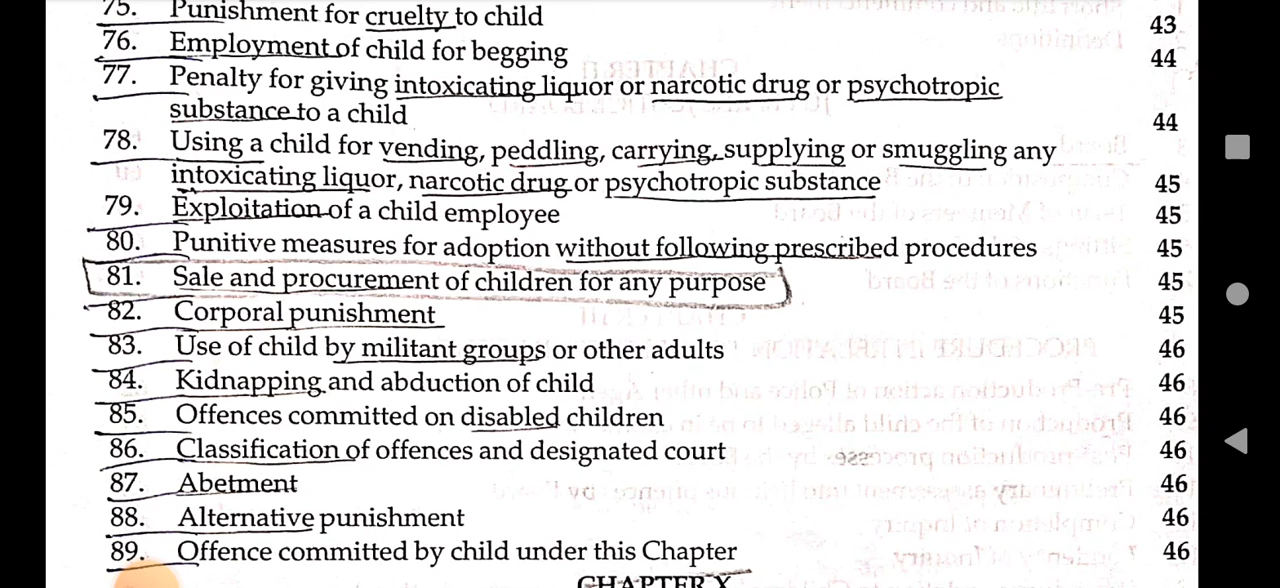 75. Punishment for cruelty to child 43
76. Employment of child for begging 44
77. Penalty for giving intoxicating liquor or narcotic drug or psychotropic
substance to a child 44
78. Using a child for vending, peddling, carrying, supplying or smuggling any
intoxicating liquor, narcotic drug or psychotropic substance 45
79. Exploitation of a child employee 45
80. Punitive measures for adoption without following prescribed procedures 45
81. Sale and procurement of children for any purpose 45
82. Corporal punishment 45
83. Use of child by militant groups or other adults 46
84. Kidnapping and abduction of child 46
85. Offences committed on disabled children 46
86. Classification of offences and designated court 46
87. Abetment 46
88. Alternative punishment 46
89. Offence committed by child under this Chapter 46
CHAPTER X